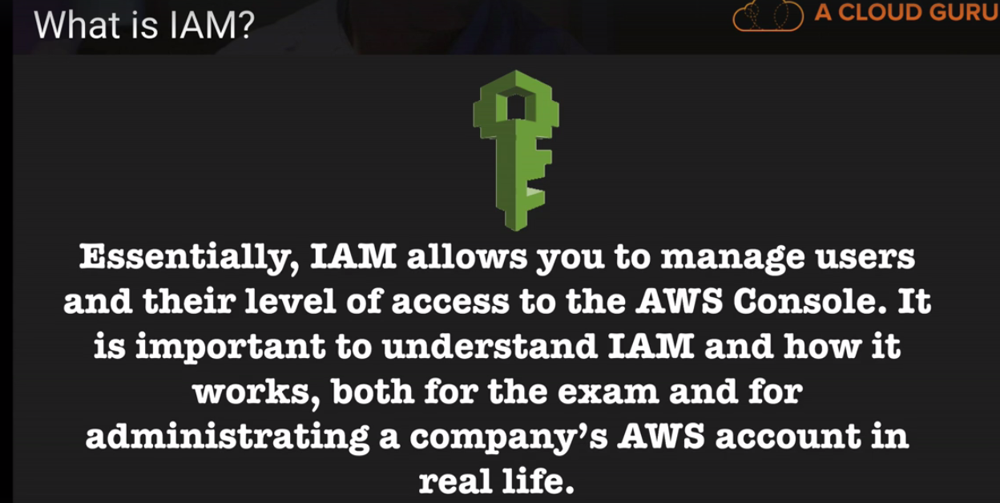 What is IAM?
A CLOUD GURU
Essentially, IAM allows you to manage users
and their level of access to the AWS Console. It
is important to understand IAM and how it
works, both for the exam and for
administrating a company’s AWS account in
real life.